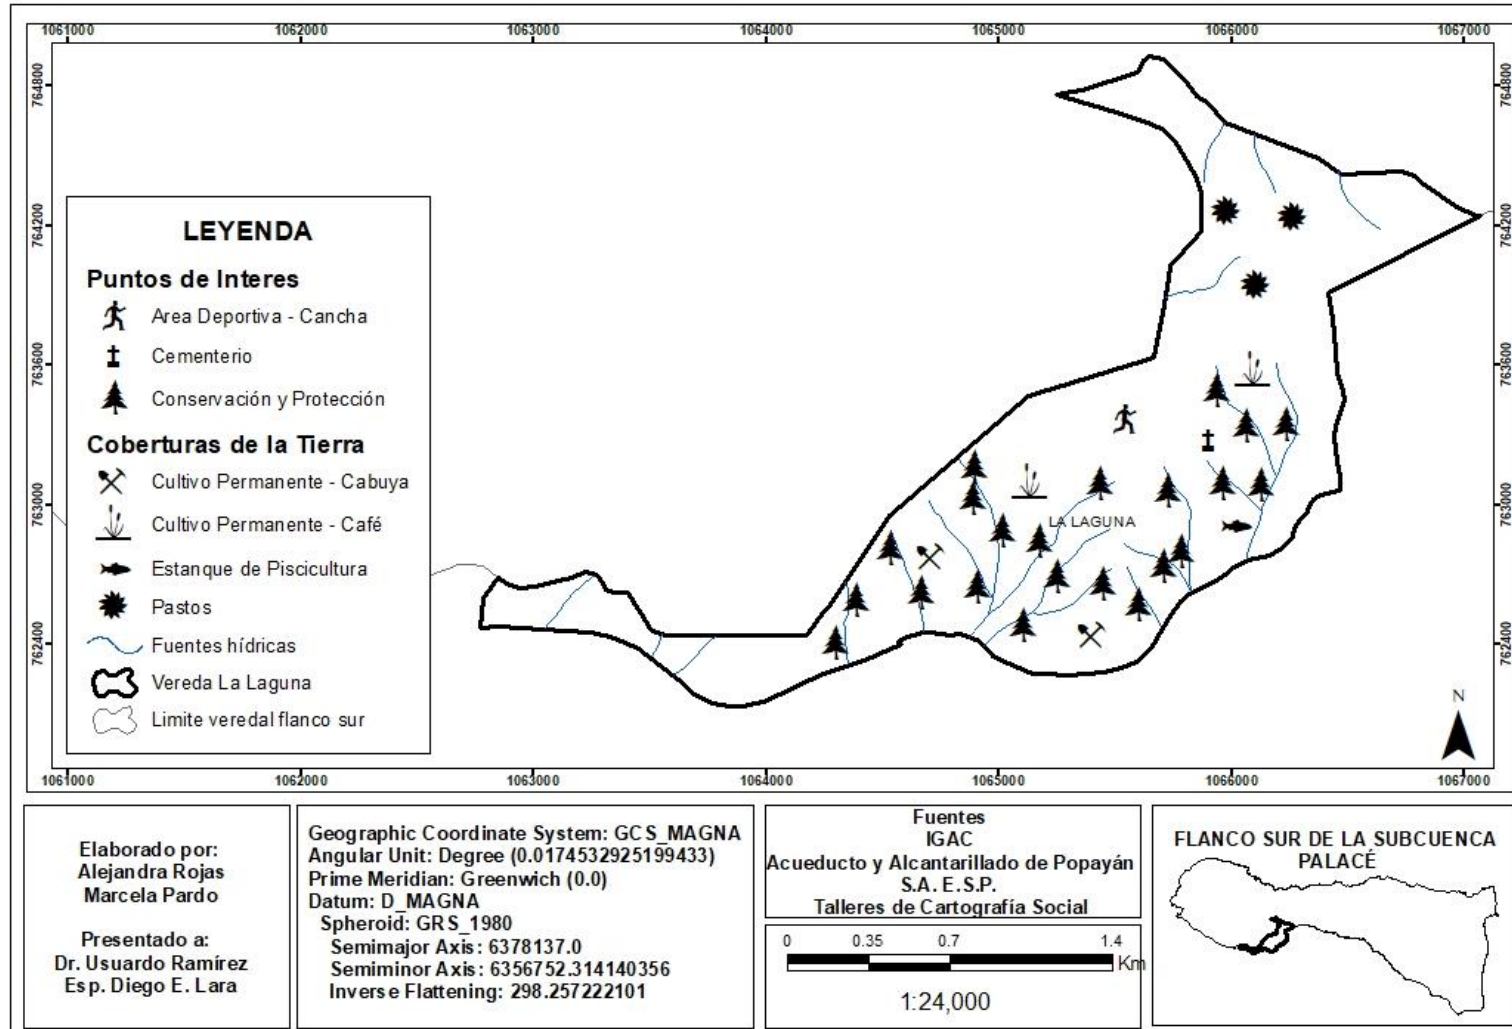 1061000 1062000 1063000 1064000 1065000 1066000 1067000
764800 764800
764200 764200
763600 763600
763000 763000
762400 762400
LEYENDA
Puntos de Interes
Area Deportiva - Cancha
Cementerio
Conservación y Protección
Coberturas de la Tierra
Cultivo Permanente - Cabuya
Cultivo Permanente - Café
Estanque de Piscicultura
Pastos
Fuentes hídricas
Vereda La Laguna
Limite veredal flanco sur
LA LAGUNA
N
1061000 1062000 1063000 1064000 1065000 1066000 1067000
Elaborado por:
Alejandra Rojas
Marcela Pardo
Presentado a:
Dr. Usuardo Ramírez
Esp. Diego E. Lara
Geographic Coordinate System: GCS_MAGNA
Angular Unit: Degree (0.0174532925199433)
Prime Meridian: Greenwich (0.0)
Datum: D_MAGNA
Spheroid: GRS_1980
Semimajor Axis: 6378137.0
Semiminor Axis: 6356752.314140356
Inverse Flattening: 298.257222101
Fuentes
IGAC
Acueducto y Alcantarillado de Popayán
S.A. E.S.P.
Talleres de Cartografía Social
0 0.35 0.7 1.4
Km
1:24,000
FLANCO SUR DE LA SUBCUENCA
PALACÉ